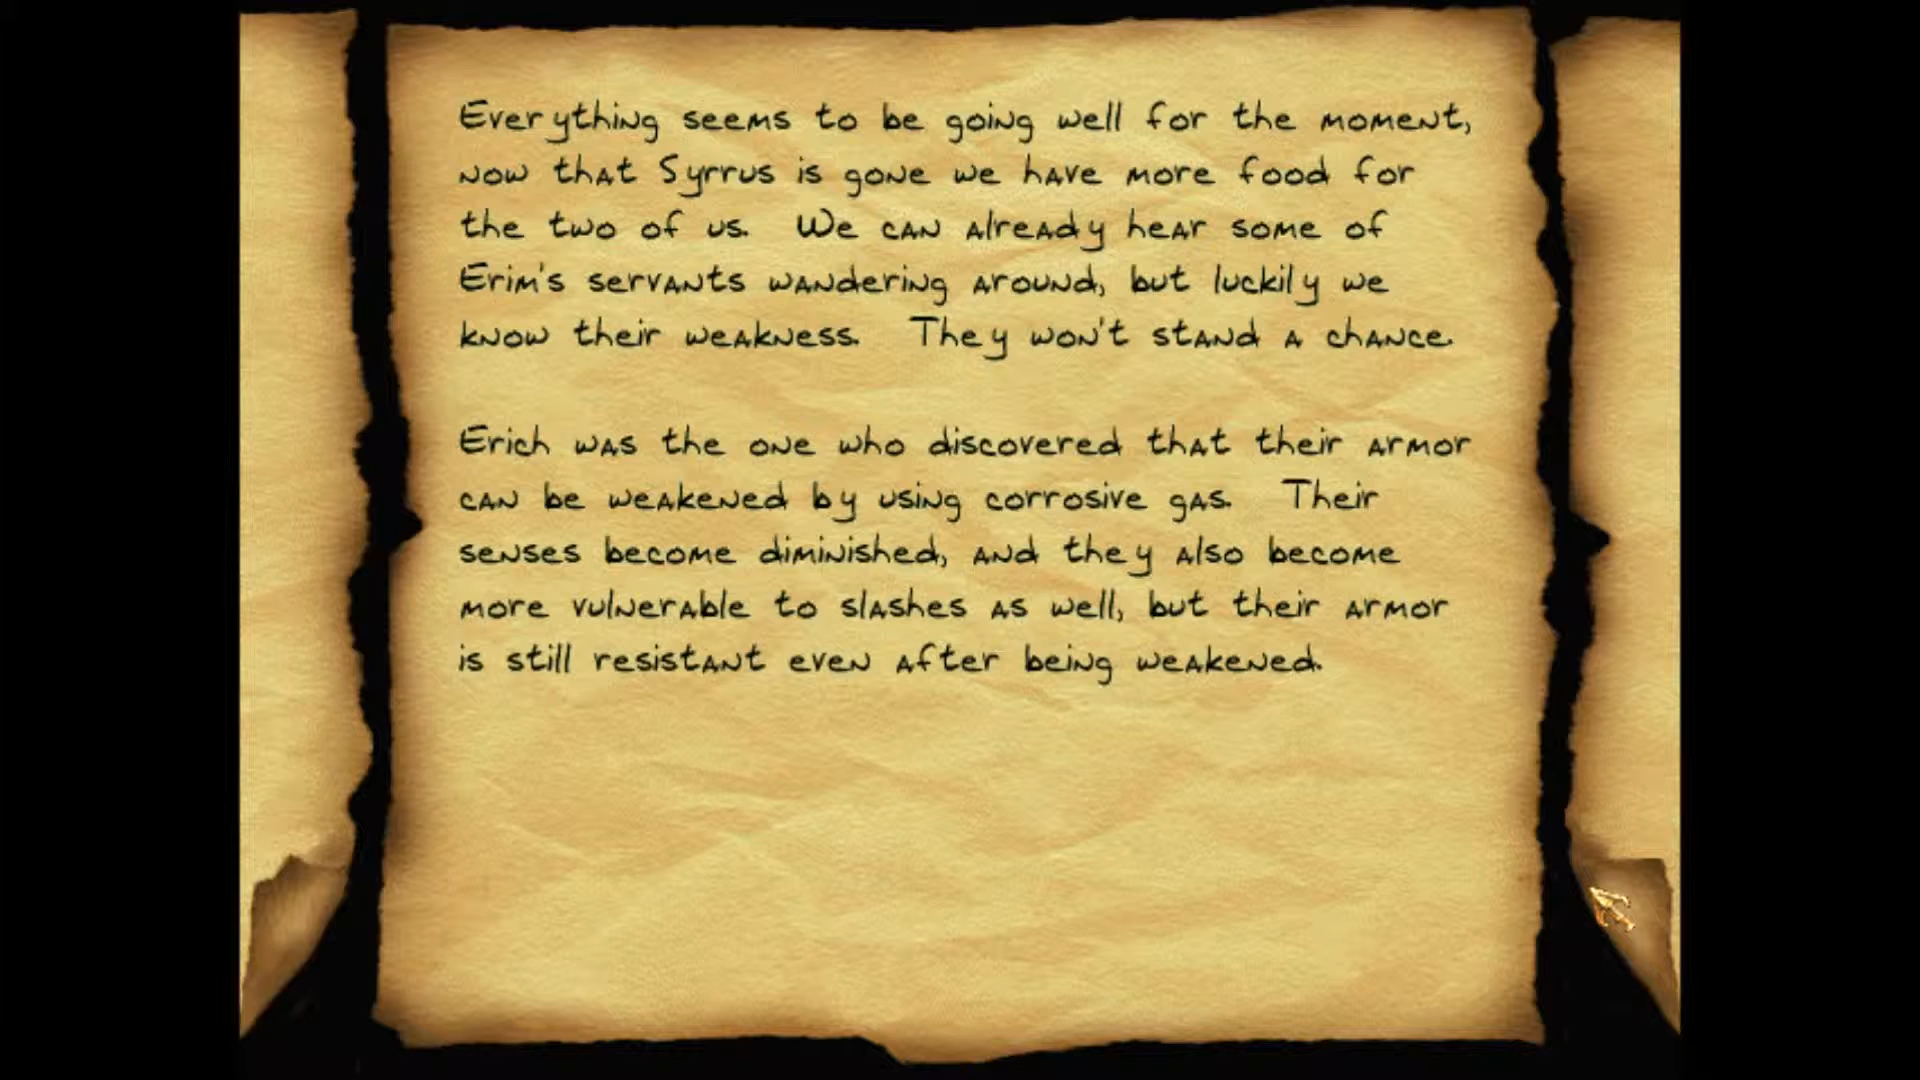 Everything seems to be going well for the moment,
now that Syrrus is gone we have more food for
the two of us.  We can already hear some of
Erim's servants wandering around, but luckily we
know their weakness.  They won't stand a chance.

Erich was the one who discovered that their armor
can be weakened by using corrosive gas.  Their
senses become diminished, and they also become
more vulnerable to slashes as well, but their armor
is still resistant even after being weakened.